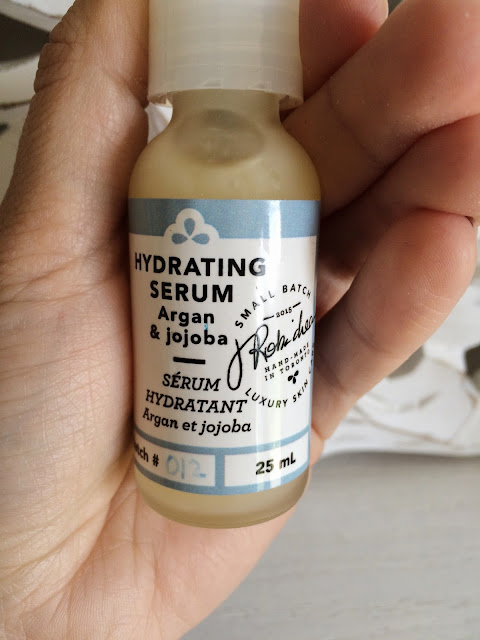 HYDRATING
SERUM
Argan
& jojoba
SÉRUM
HYDRATANT
Argan et jojoba
SMALL BATCH
2015
HAND-MADE
IN TORONTO
LUXURY SKIN
# 012
25 mL